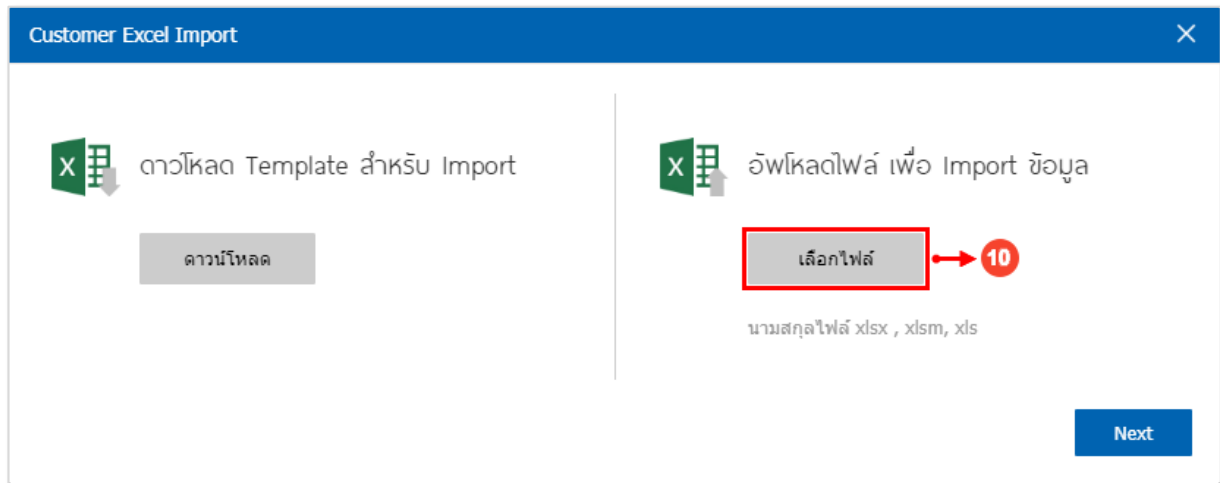 Customer Excel Import
ดาวโหลด Template สำหรับ Import
ดาวน์โหลด
อัพโหลดไฟล์ เพื่อ Import ข้อมูล
เลือกไฟล์
10
นามสกุลไฟล์ xlsx , xlsm, xls
Next